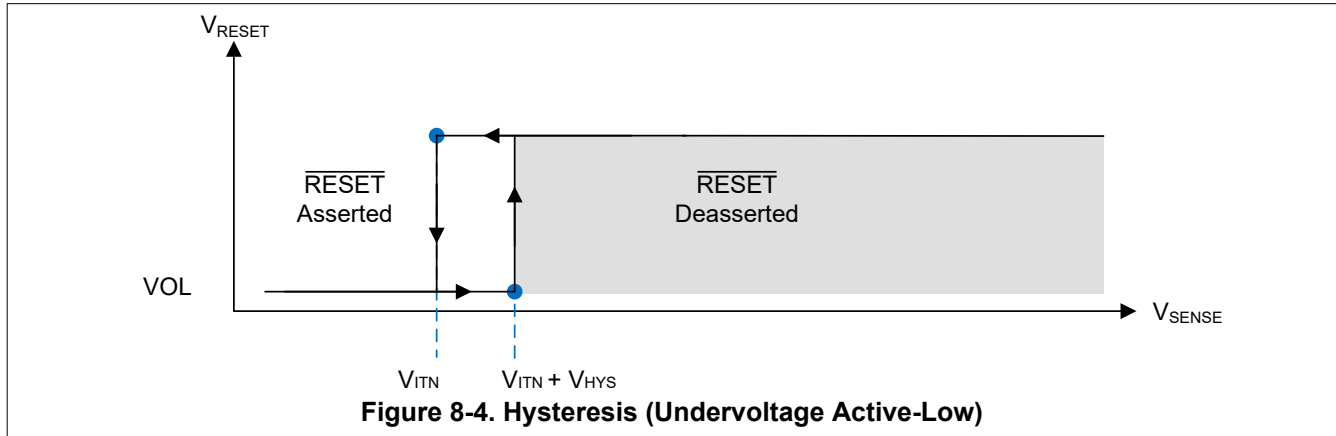 VRESET
RESET
Asserted
RESET
Deasserted
VOL
VSENSE
VITN
VITN + VHYS
Figure 8-4. Hysteresis (Undervoltage Active-Low)